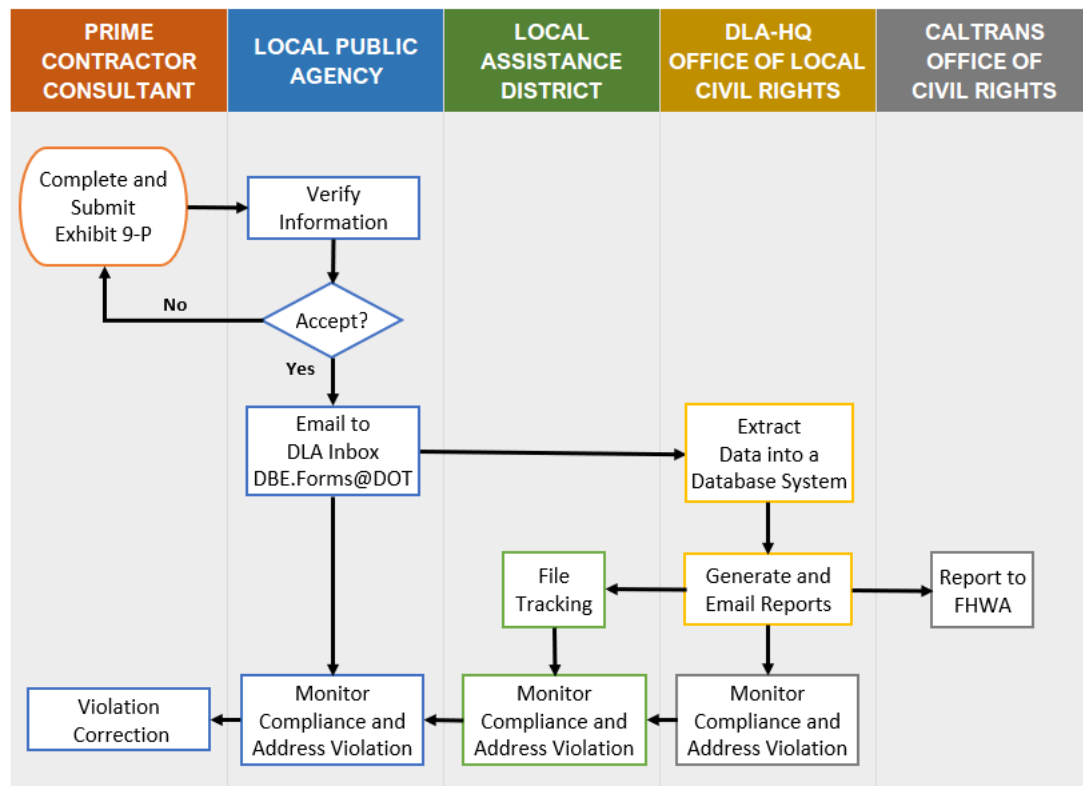 PRIME
CONTRACTOR
CONSULTANT
LOCAL PUBLIC
AGENCY
LOCAL
ASSISTANCE
DISTRICT
DLA-HQ
OFFICE OF LOCAL
CIVIL RIGHTS
CALTRANS
OFFICE OF
CIVIL RIGHTS
Complete and
Submit
Exhibit 9-P
Verify
Information
No
Accept?
Yes
Email to
DLA Inbox
DBE.Forms@DOT
Extract
Data into a
Database System
File
Tracking
Generate and
Email Reports
Report to
FHWA
Violation
Correction
Monitor
Compliance and
Address Violation
Monitor
Compliance and
Address Violation
Monitor
Compliance and
Address Violation